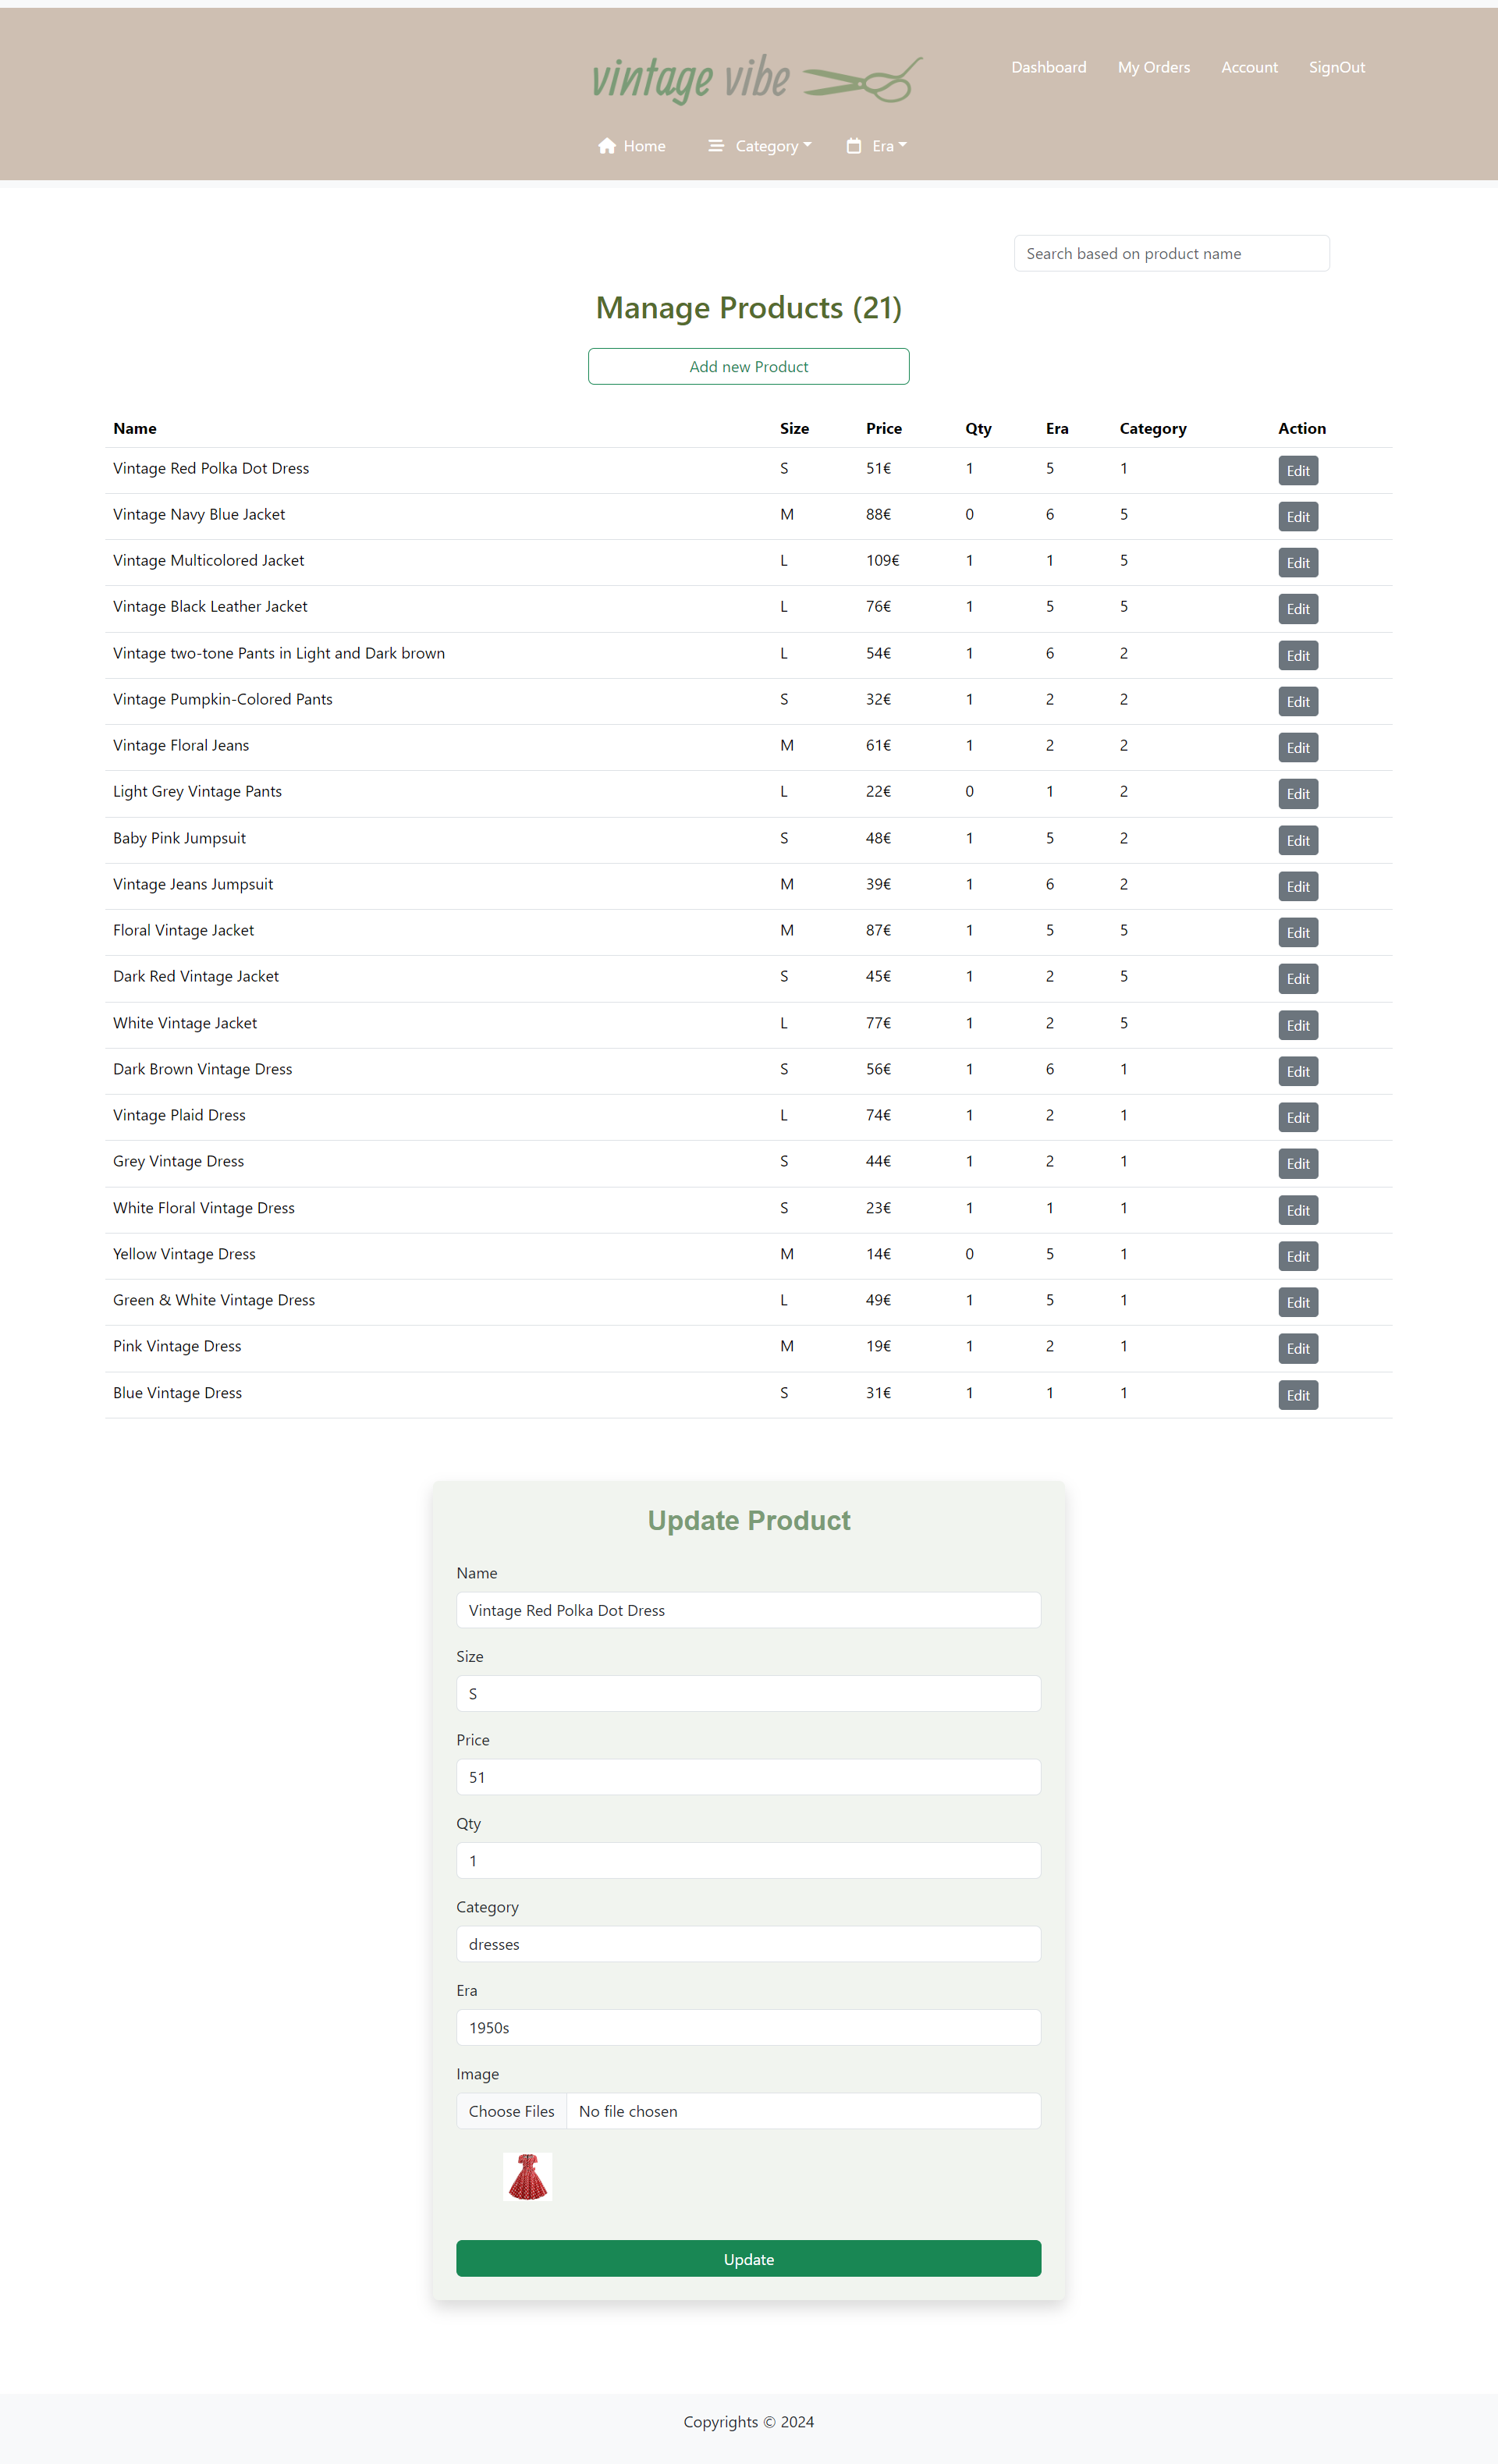 vintage vibe
Dashboard My Orders Account SignOut
Home Category Era
Search based on product name
Manage Products (21)
Add new Product
Name Size Price Qty Era Category Action
Vintage Red Polka Dot Dress S 51€ 1 5 1 Edit
Vintage Navy Blue Jacket M 88€ 0 6 5 Edit
Vintage Multicolored Jacket L 109€ 1 1 5 Edit
Vintage Black Leather Jacket L 76€ 1 5 5 Edit
Vintage two-tone Pants in Light and Dark brown L 54€ 1 6 2 Edit
Vintage Pumpkin-Colored Pants S 32€ 1 2 2 Edit
Vintage Floral Jeans M 61€ 1 2 2 Edit
Light Grey Vintage Pants L 22€ 0 1 2 Edit
Baby Pink Jumpsuit S 48€ 1 5 2 Edit
Vintage Jeans Jumpsuit M 39€ 1 6 2 Edit
Floral Vintage Jacket M 87€ 1 5 5 Edit
Dark Red Vintage Jacket S 45€ 1 2 5 Edit
White Vintage Jacket L 77€ 1 2 5 Edit
Dark Brown Vintage Dress S 56€ 1 6 1 Edit
Vintage Plaid Dress L 74€ 1 2 1 Edit
Grey Vintage Dress S 44€ 1 2 1 Edit
White Floral Vintage Dress S 23€ 1 1 1 Edit
Yellow Vintage Dress M 14€ 0 5 1 Edit
Green & White Vintage Dress L 49€ 1 5 1 Edit
Pink Vintage Dress M 19€ 1 2 1 Edit
Blue Vintage Dress S 31€ 1 1 1 Edit
Update Product
Name
Vintage Red Polka Dot Dress
Size
S
Price
51
Qty
1
Category
dresses
Era
1950s
Image
Choose Files No file chosen
Update
Copyrights © 2024